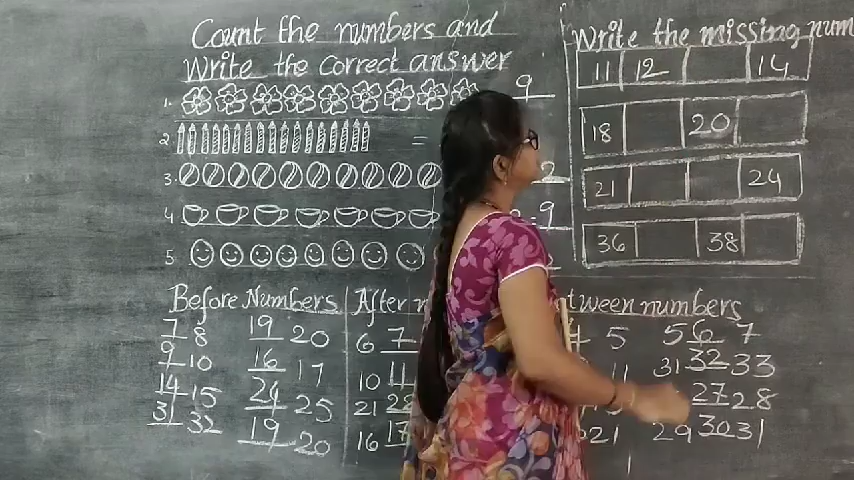 Count the numbers and
Write the correct answer
1. 9
2 =
3.
4 = 9
5
Write the missing num
11 12 14
18 20
21 24
36 38
Before Numbers
7 8 19 20
9 10 16 17
14 15 24 25
31 32 19 20
After
6 7
10 11
21 22
16 17
tween numbers
5 5 6 7
11 31 32 33
27 28
21 29 30 31